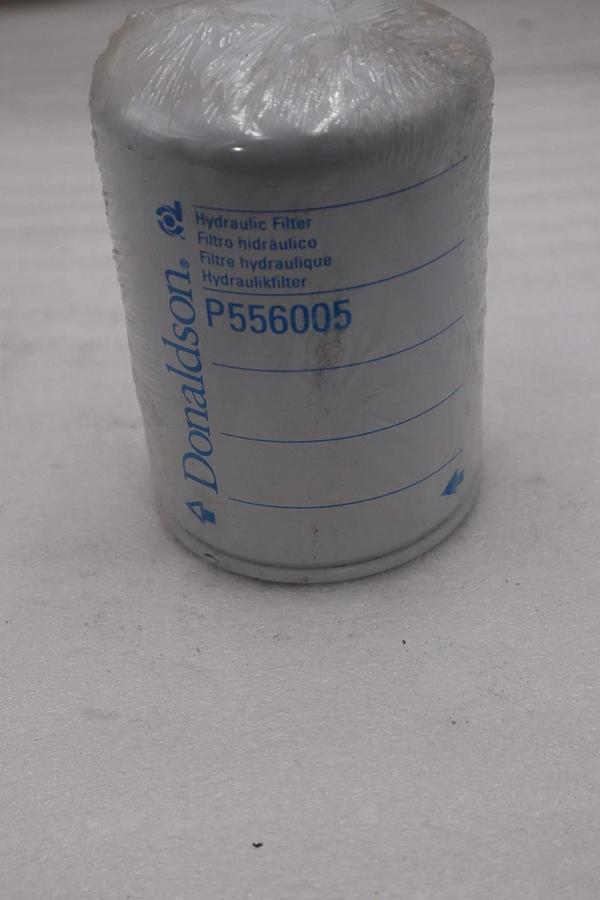 Donaldson®
Hydraulic Filter
Filtro hidráulico
Filtre hydraulique
Hydraulikfilter
P556005